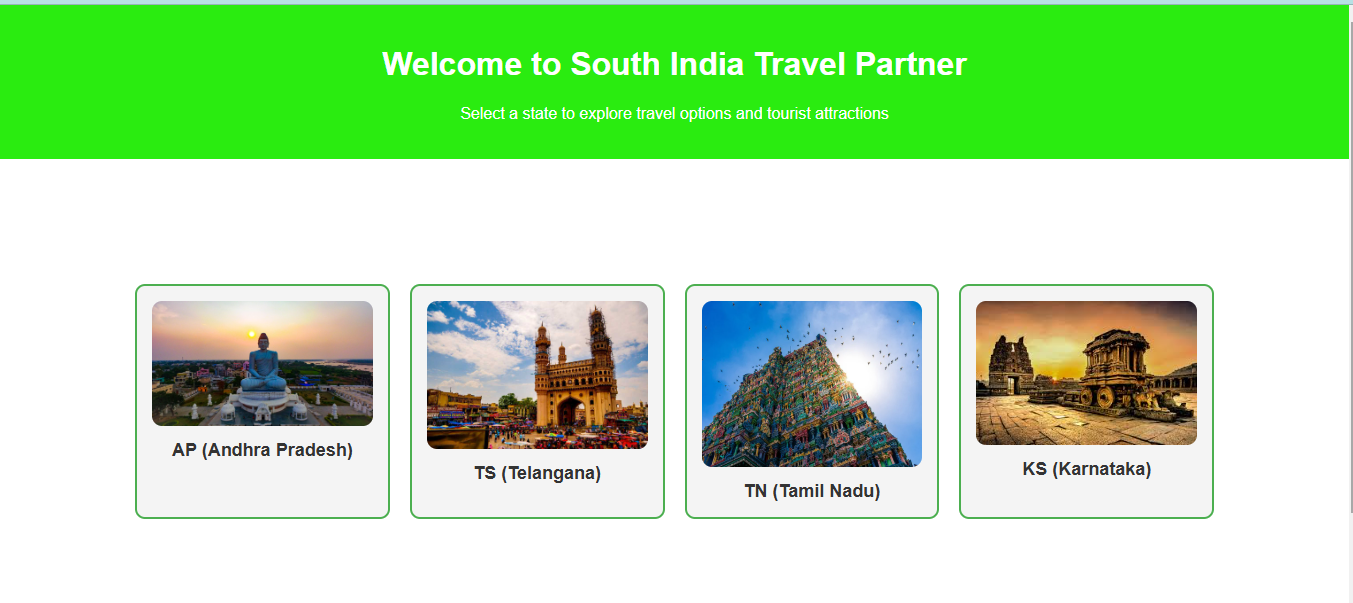 Welcome to South India Travel Partner
Select a state to explore travel options and tourist attractions
AP (Andhra Pradesh)
TS (Telangana)
TN (Tamil Nadu)
KS (Karnataka)